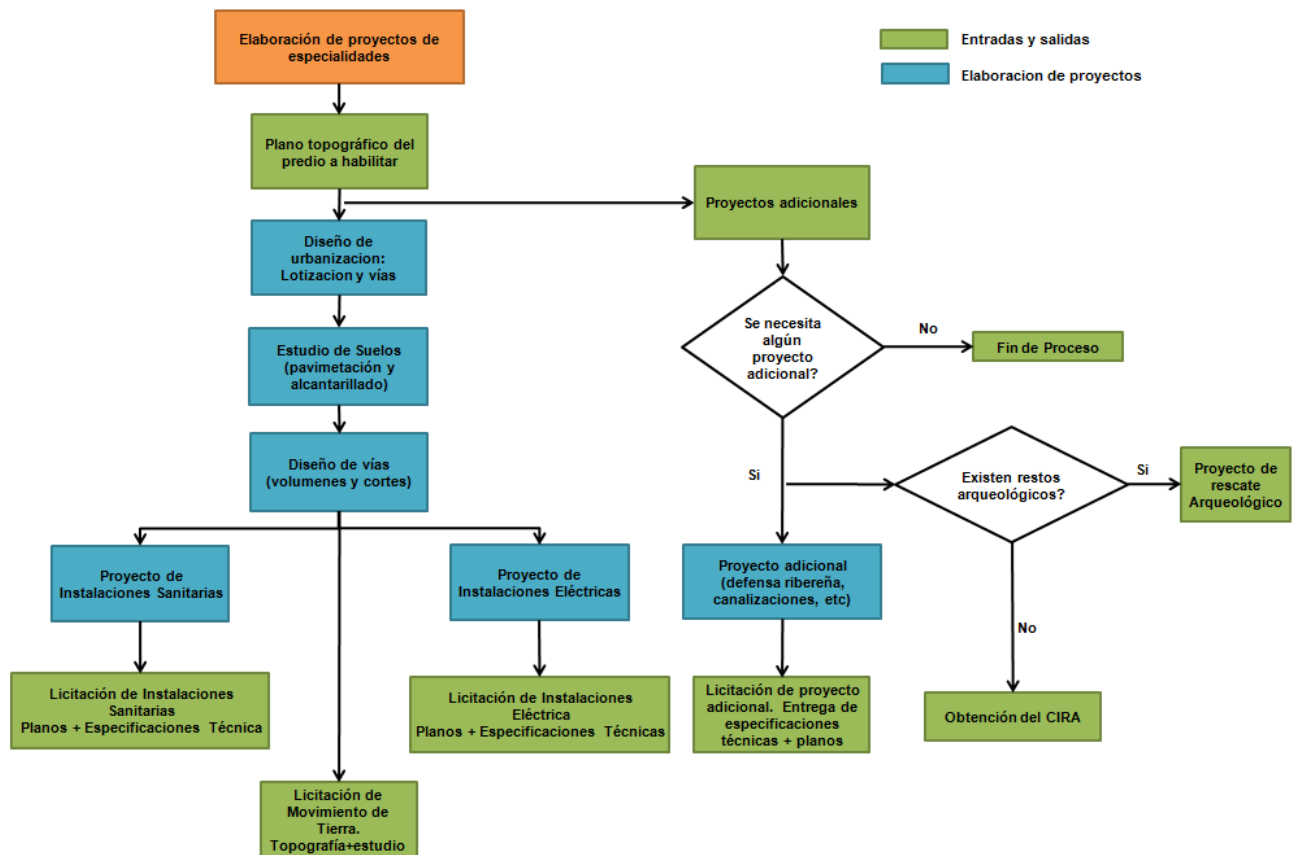 Elaboración de proyectos de
especialidades
Entradas y salidas
Elaboracion de proyectos
Plano topográfico del
predio a habilitar
Proyectos adicionales
Diseño de
urbanización:
Lotizacion y vías
Se necesita
algún
proyecto
adicional?
No
Fin de Proceso
Estudio de Suelos
(pavimetación y
alcantarillado)
Diseño de vías
(volumenes y cortes)
Si
Existen restos
arqueológicos?
Si
Proyecto de
rescate
Arqueológico
Proyecto de
Instalaciones Sanitarias
Proyecto de
Instalaciones Eléctricas
Proyecto adicional
(defensa ribereña,
canalizaciones, etc)
No
Licitación de Instalaciones
Sanitarias
Planos + Especificaciones Técnica
Licitación de Instalaciones
Eléctrica
Planos + Especificaciones Técnicas
Licitación de proyecto
adicional. Entrega de
especificaciones
técnicas + planos
Obtención del CIRA
Licitación de
Movimiento de
Tierra.
Topografía+estudio